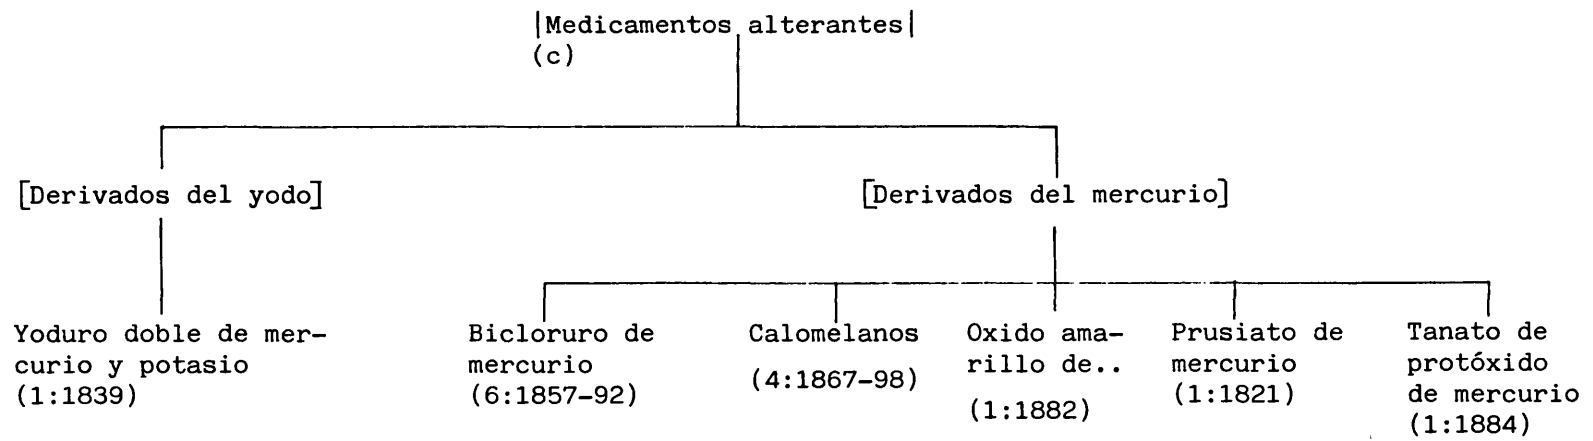 |Medicamentos alterantes|
(c)
[Derivados del yodo]
[Derivados del mercurio]
Yoduro doble de mer-
curio y potasio
(1:1839)
Bicloruro de
mercurio
(6:1857-92)
Calomelanos
(4:1867-98)
Oxido ama-
rillo de..
(1:1882)
Prusiato de
mercurio
(1:1821)
Tanato de
protóxido
de mercurio
(1:1884)